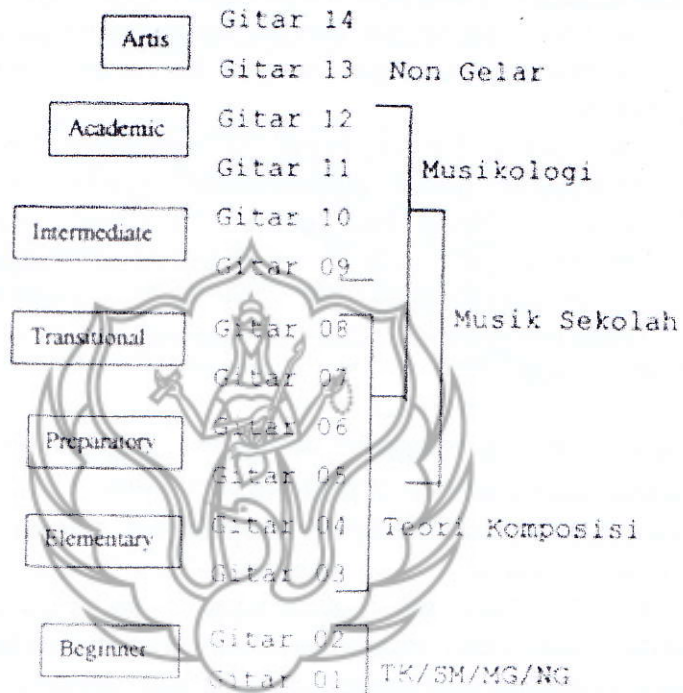 Artis Gitar 14
Gitar 13 Non Gelar
Academic Gitar 12
Gitar 11 Musikologi
Intermediate Gitar 10
Gitar 09
Transitional Gitar 08 Musik Sekolah
Gitar 07
Preparatory Gitar 06
Gitar 05
Elementary Gitar 04 Teori Komposisi
Gitar 03
Beginner Gitar 02
Gitar 01 TK/SM/MG/NG